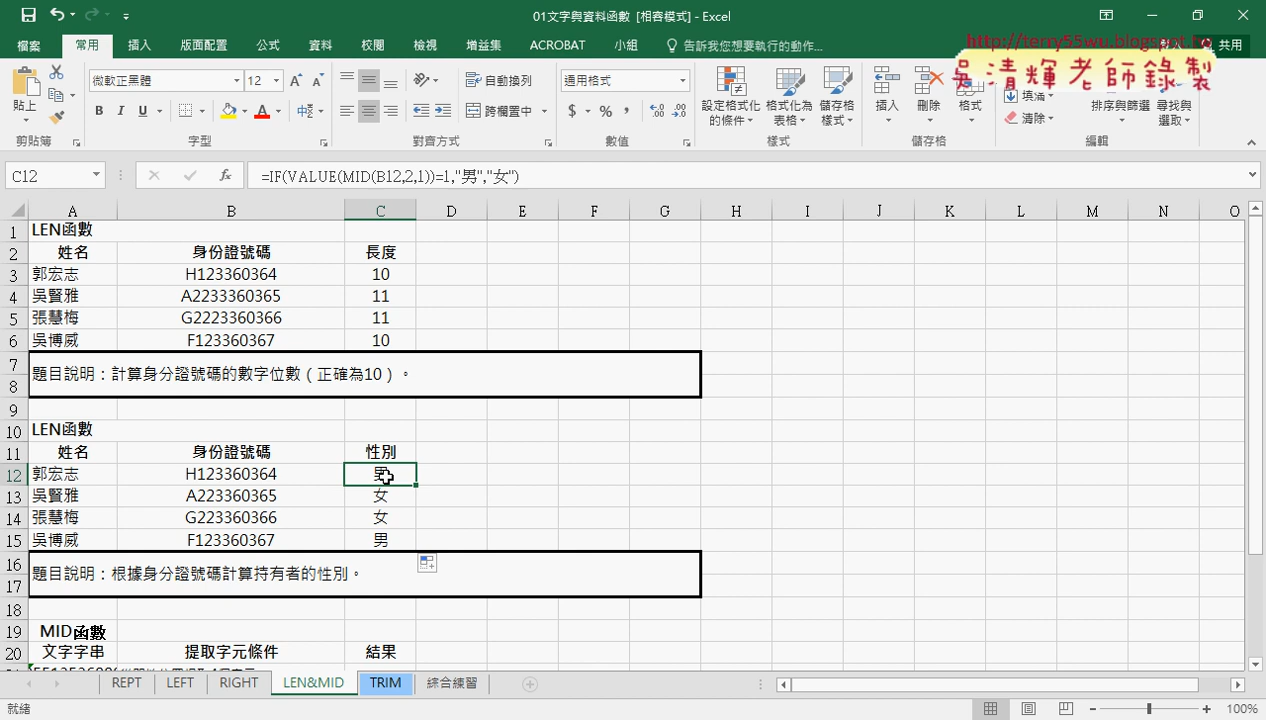 01文字與資料函數 [相容模式] - Excel
檔案 常用 插入 版面配置 公式 資料 校閱 檢視 增益集 ACROBAT 小組 告訴我您想要執行的動作... 共用
http://terry55wu.blogspot.
吳清輝老師錄製
貼上 微軟正黑體 12 自動換列 跨欄置中 通用格式 設定格式化的條件 格式化為表格 儲存格樣式 插入 刪除 格式 填滿 清除 排序與篩選 尋找與選取
剪貼簿 字型 對齊方式 數值 樣式 儲存格 編輯
C12 fx =IF(VALUE(MID(B12,2,1))=1,"男","女")
A B C D E F G H I J K L M N O
1 LEN函數
2 姓名 身份證號碼 長度
3 郭宏志 H123360364 10
4 吳賢雅 A2233360365 11
5 張慧梅 G2223360366 11
6 吳博威 F123360367 10
7
題目說明：計算身分證號碼的數字位數（正確為10）。
8
9
10 LEN函數
11 姓名 身份證號碼 性別
12 郭宏志 H123360364 男
13 吳賢雅 A223360365 女
14 張慧梅 G223360366 女
15 吳博威 F123360367 男
16
題目說明：根據身分證號碼計算持有者的性別。
17
18
19 MID函數
20 文字字串 提取字元條件 結果
REPT LEFT RIGHT LEN&MID TRIM 綜合練習
就緒 100%